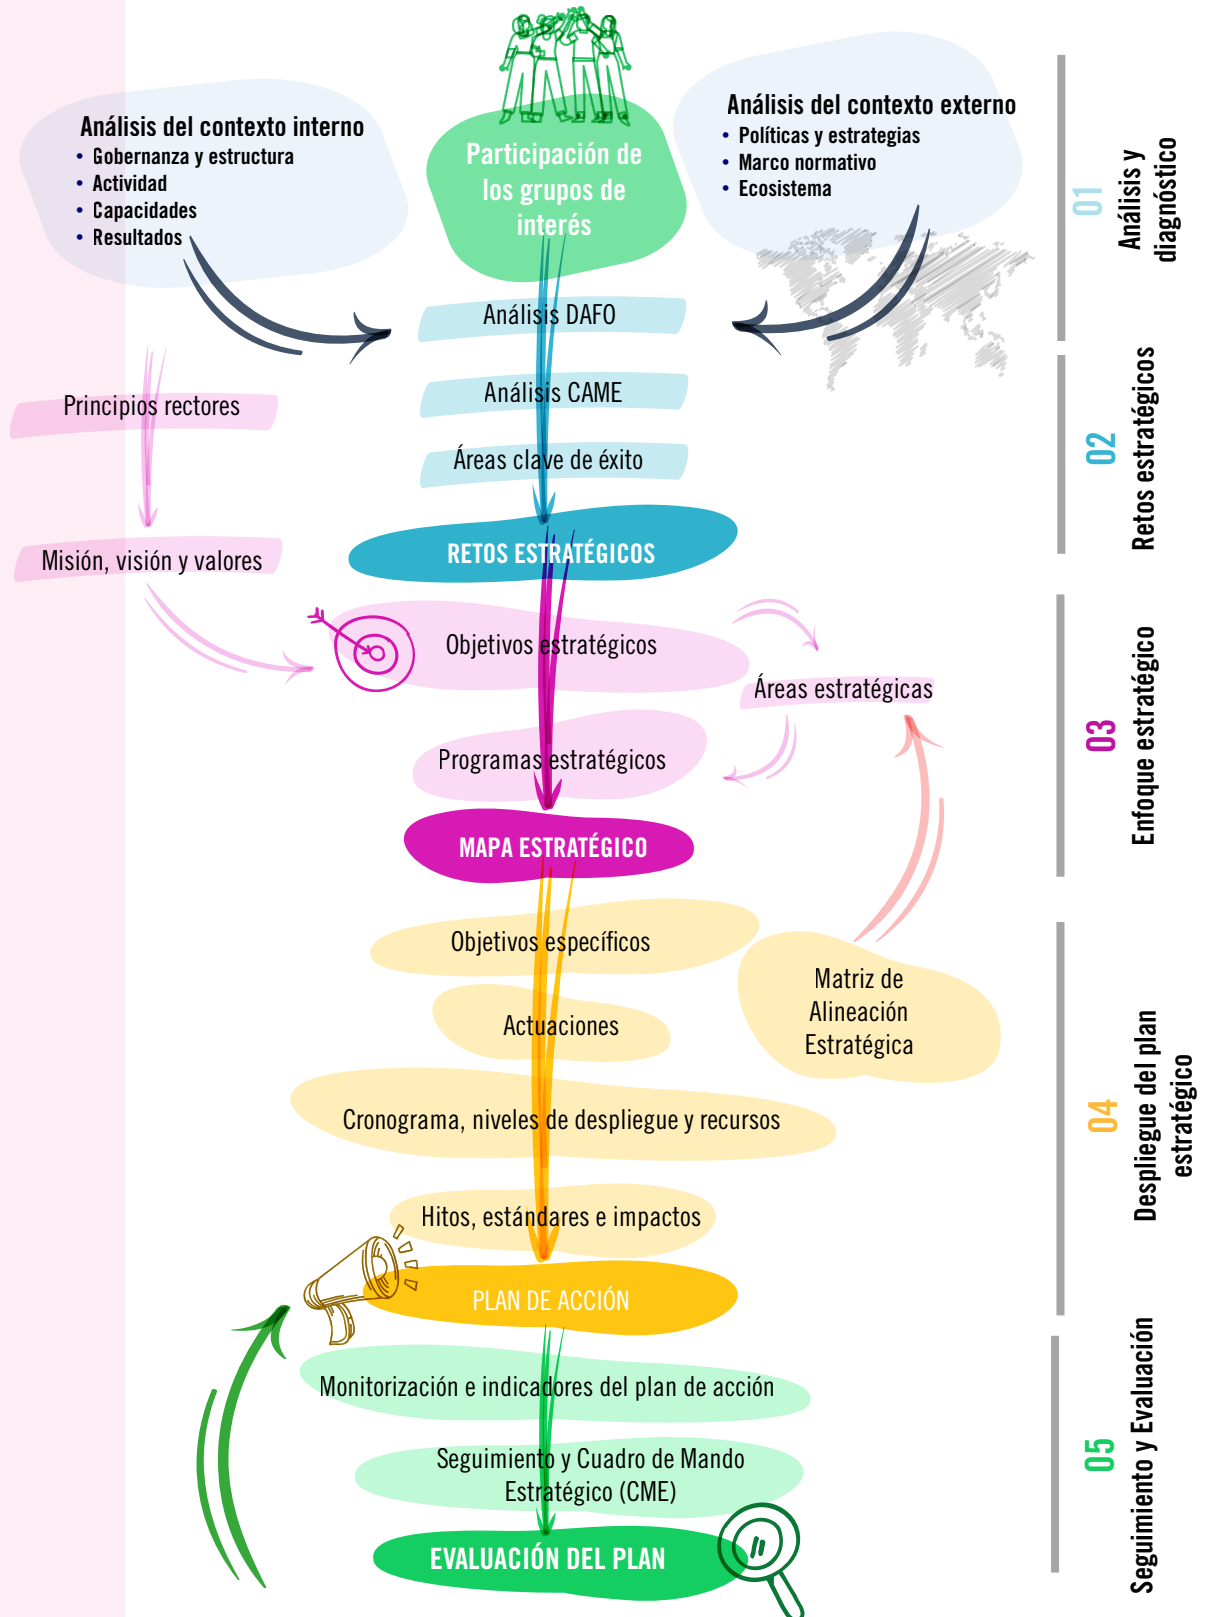 Análisis del contexto interno
• Gobernanza y estructura
• Actividad
• Capacidades
• Resultados
Participación de
los grupos de
interés
Análisis del contexto externo
• Políticas y estrategias
• Marco normativo
• Ecosistema
01
Análisis y
diagnóstico
Análisis DAFO
Análisis CAME
Áreas clave de éxito
RETOS ESTRATÉGICOS
Principios rectores
Misión, visión y valores
02
Retos estratégicos
Objetivos estratégicos
Áreas estratégicas
Programas estratégicos
MAPA ESTRATÉGICO
03
Enfoque estratégico
Objetivos específicos
Actuaciones
Matriz de
Alineación
Estratégica
Cronograma, niveles de despliegue y recursos
Hitos, estándares e impactos
PLAN DE ACCIÓN
04
Despliegue del plan
estratégico
Monitorización e indicadores del plan de acción
Seguimiento y Cuadro de Mando
Estratégico (CME)
EVALUACIÓN DEL PLAN
05
Seguimiento y Evaluación